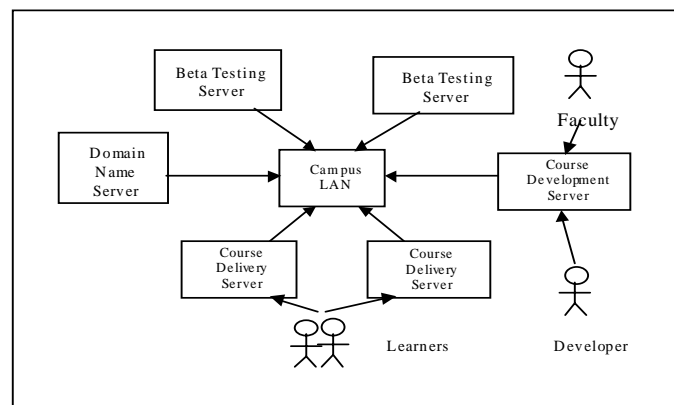 Beta Testing
Server
Beta Testing
Server
Faculty
Domain
Name
Server
Campus
LAN
Course
Development
Server
Course
Delivery
Server
Course
Delivery
Server
Learners
Developer